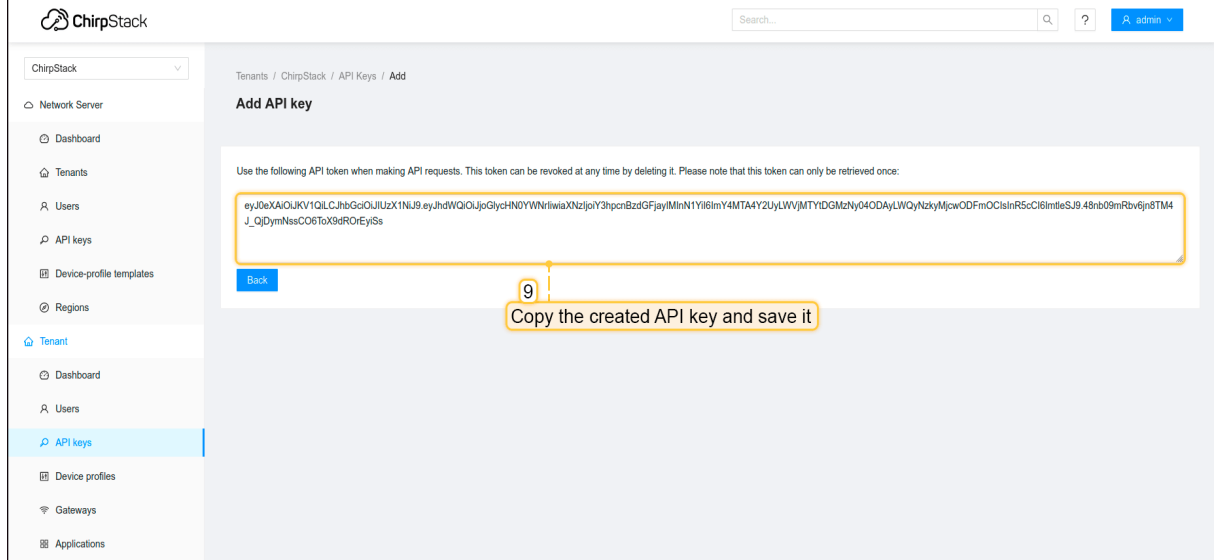 ChirpStack
Search...
?
admin
ChirpStack
Tenants / ChirpStack / API Keys / Add
Network Server
Add API key
Dashboard
Tenants
Users
API keys
Device-profile templates
Regions
Tenant
Dashboard
Users
API keys
Device profiles
Gateways
Applications
Use the following API token when making API requests. This token can be revoked at any time by deleting it. Please note that this token can only be retrieved once:
Back
9
Copy the created API key and save it